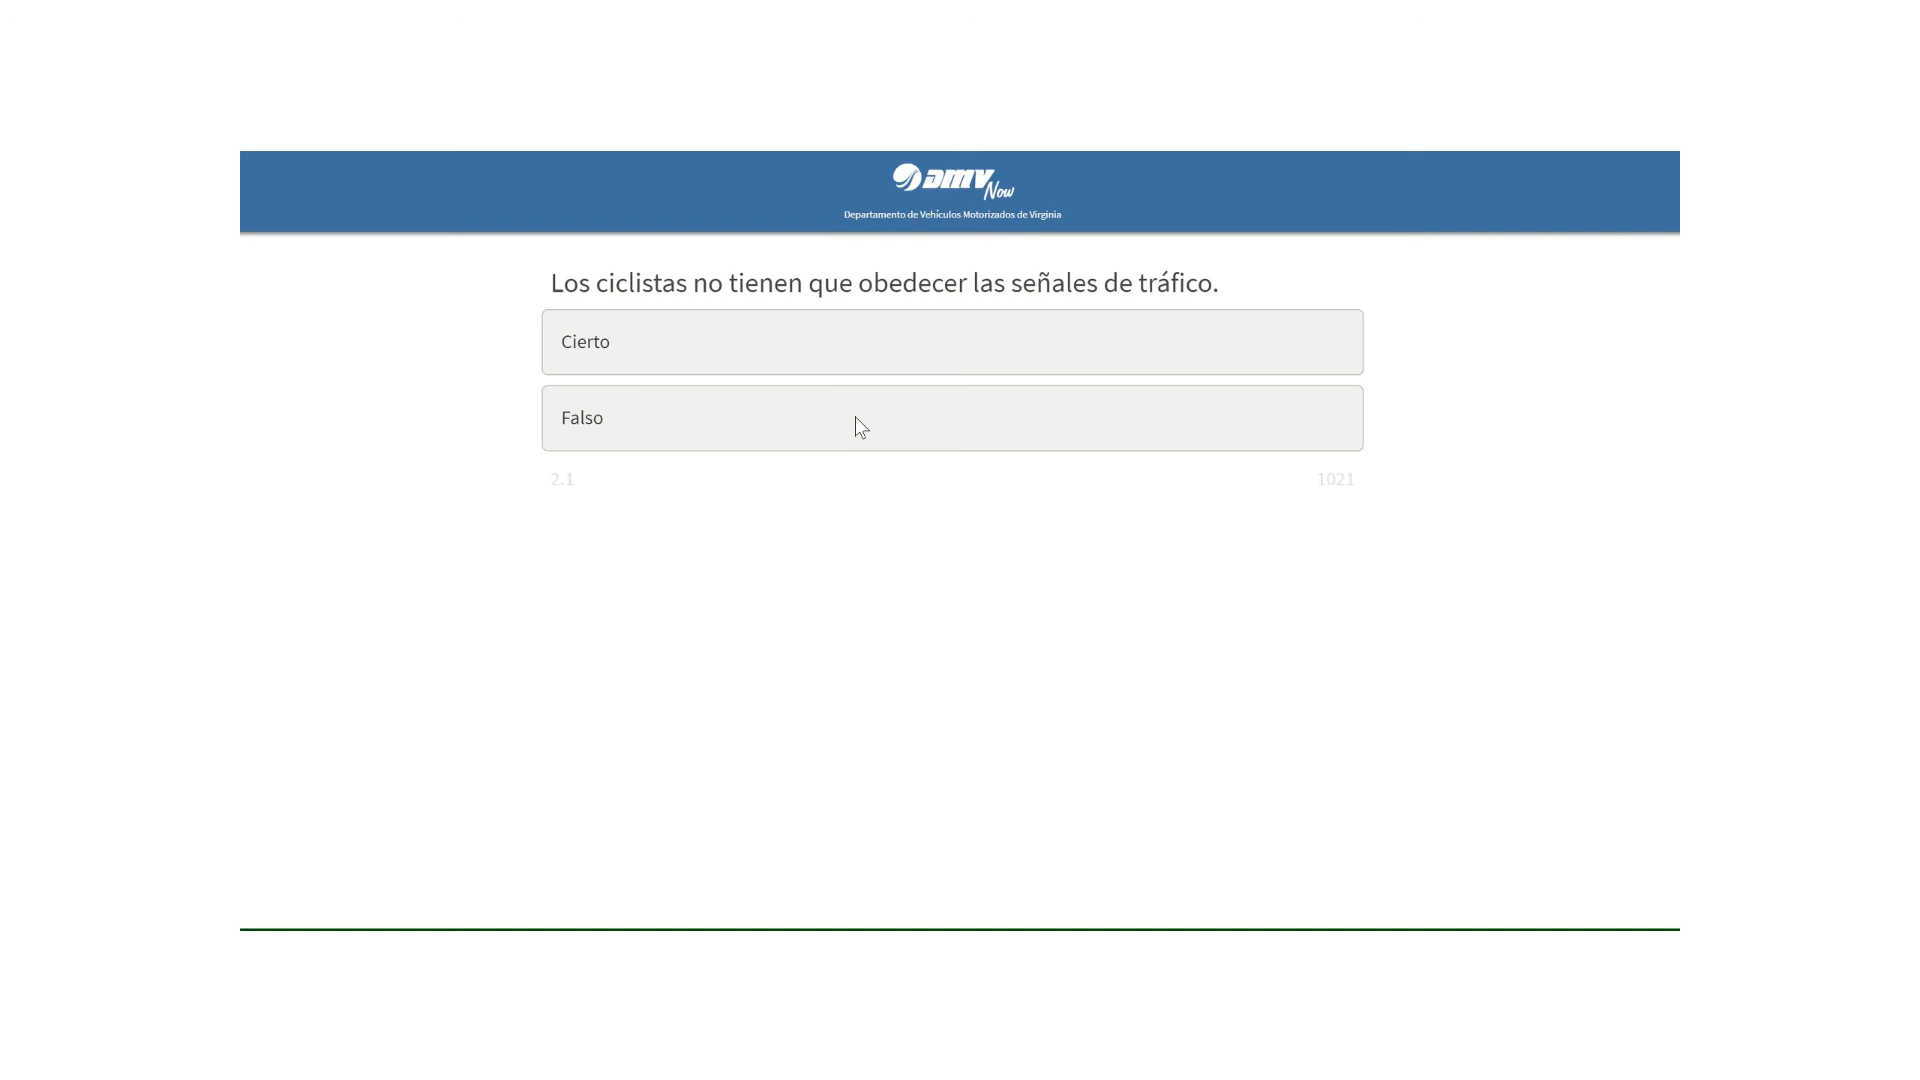 DMV Now
Departamento de Vehículos Motorizados de Virginia
Los ciclistas no tienen que obedecer las señales de tráfico.
Cierto
Falso
2.1 1021